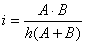 i = A · B / h(A + B)